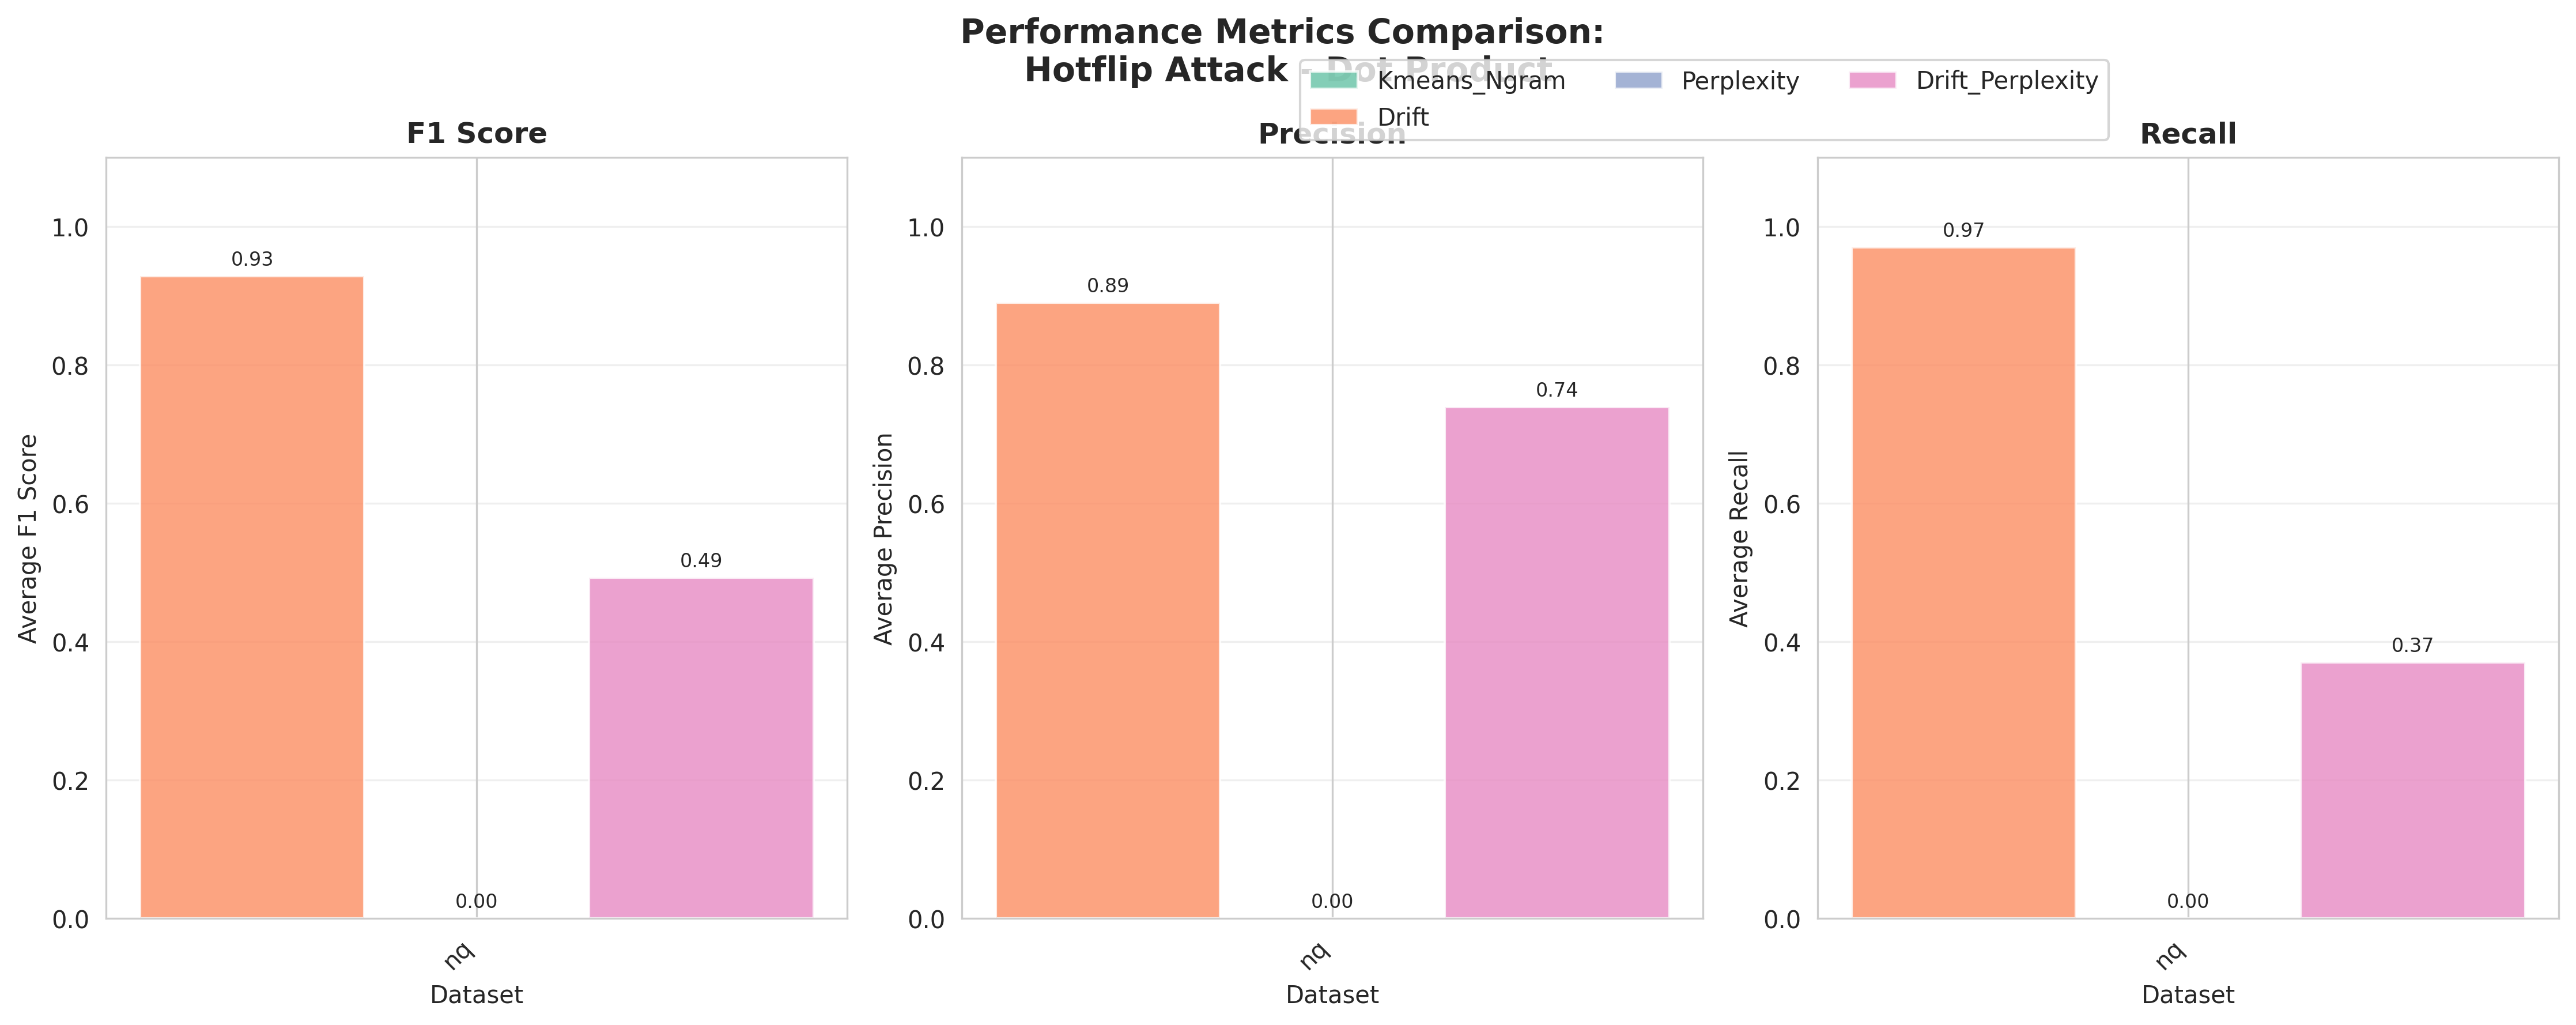 Performance Metrics Comparison:
Hotflip Attack - Dot Product
Kmeans_Ngram
Drift
Perplexity
Drift_Perplexity
F1 Score
Average F1 Score
1.0
0.8
0.6
0.4
0.2
0.0
0.93
0.00
0.49
nq
Dataset
Precision
Average Precision
1.0
0.8
0.6
0.4
0.2
0.0
0.89
0.00
0.74
nq
Dataset
Recall
Average Recall
1.0
0.8
0.6
0.4
0.2
0.0
0.97
0.00
0.37
nq
Dataset